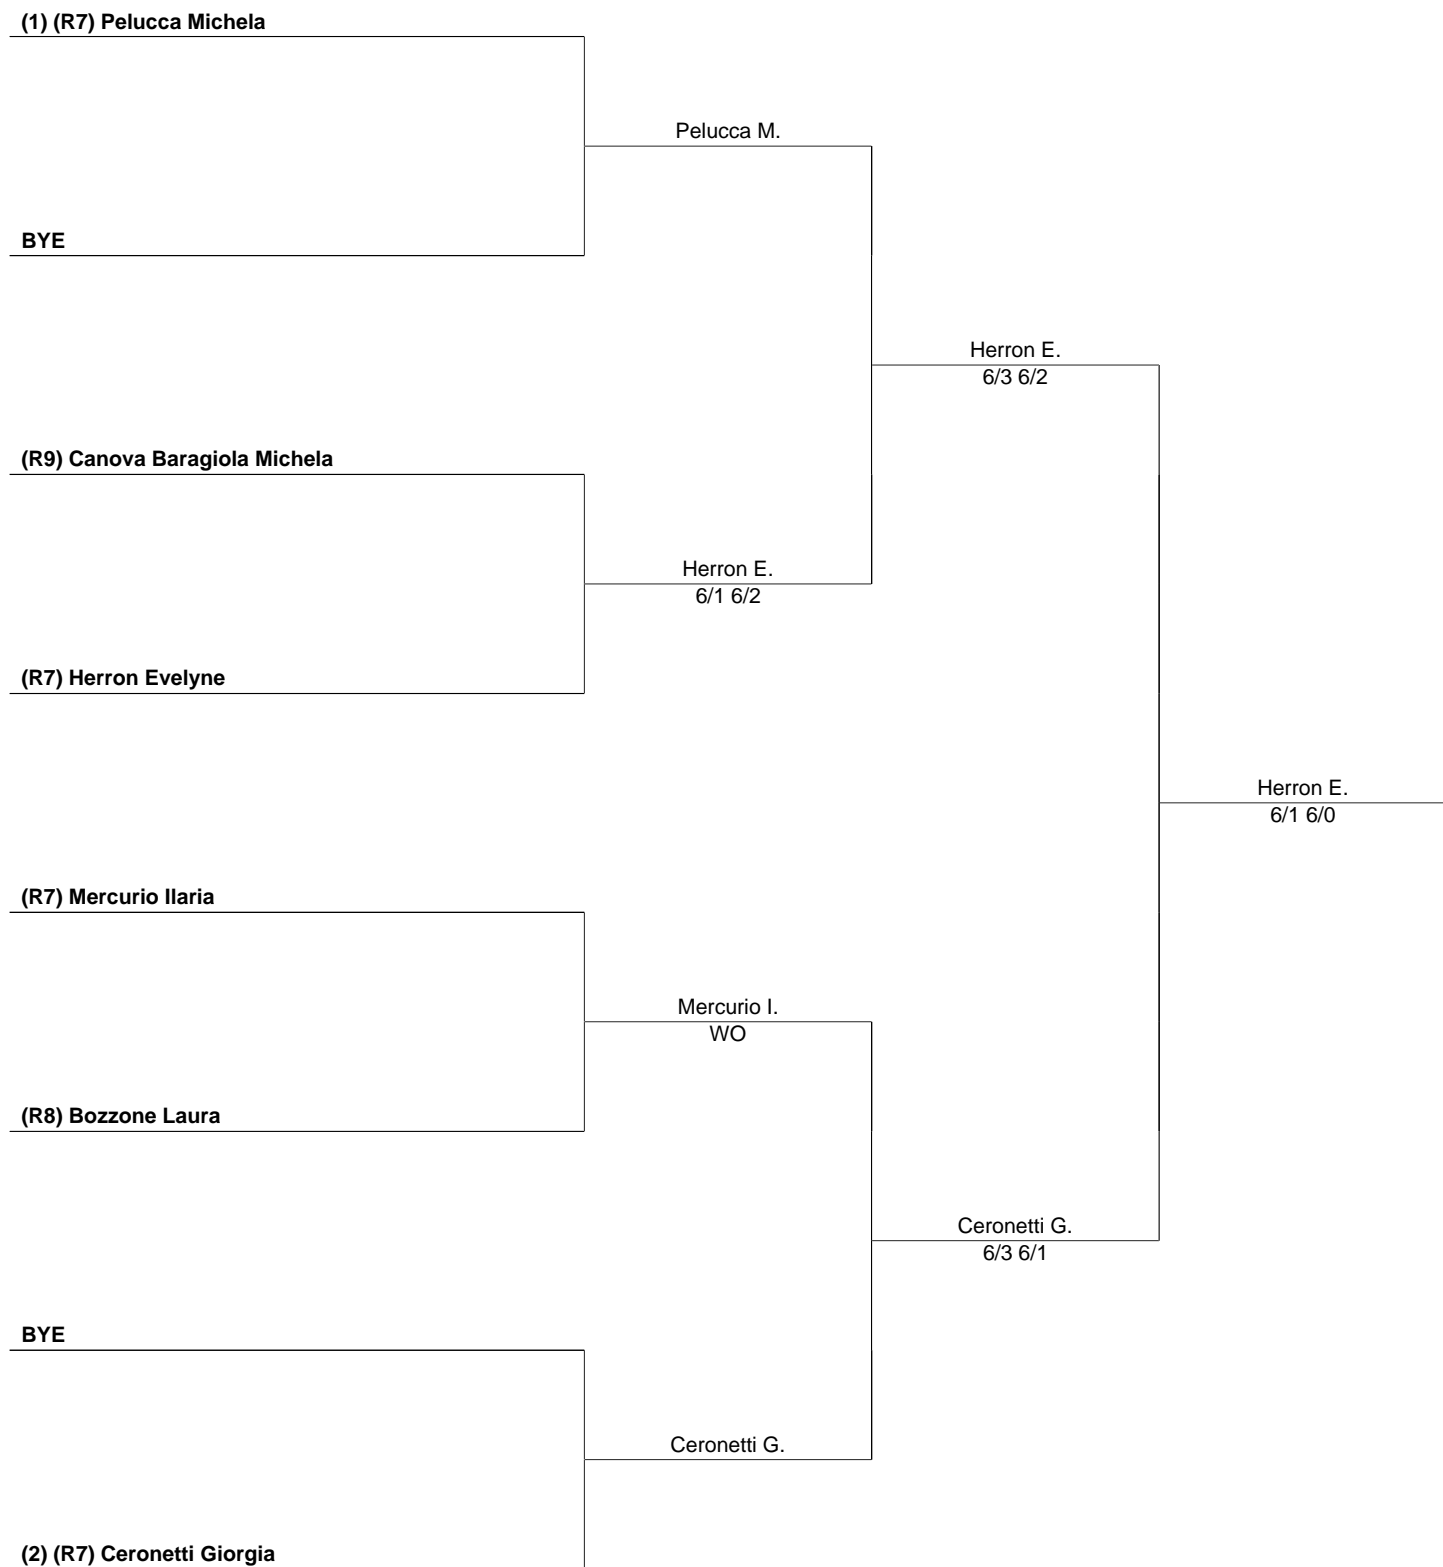 (1) (R7) Pelucca Michela
Pelucca M.
BYE
Herron E.
6/3 6/2
(R9) Canova Baragiola Michela
Herron E.
6/1 6/2
(R7) Herron Evelyne
Herron E.
6/1 6/0
(R7) Mercurio Ilaria
Mercurio I.
WO
(R8) Bozzone Laura
Ceronetti G.
6/3 6/1
BYE
Ceronetti G.
(2) (R7) Ceronetti Giorgia